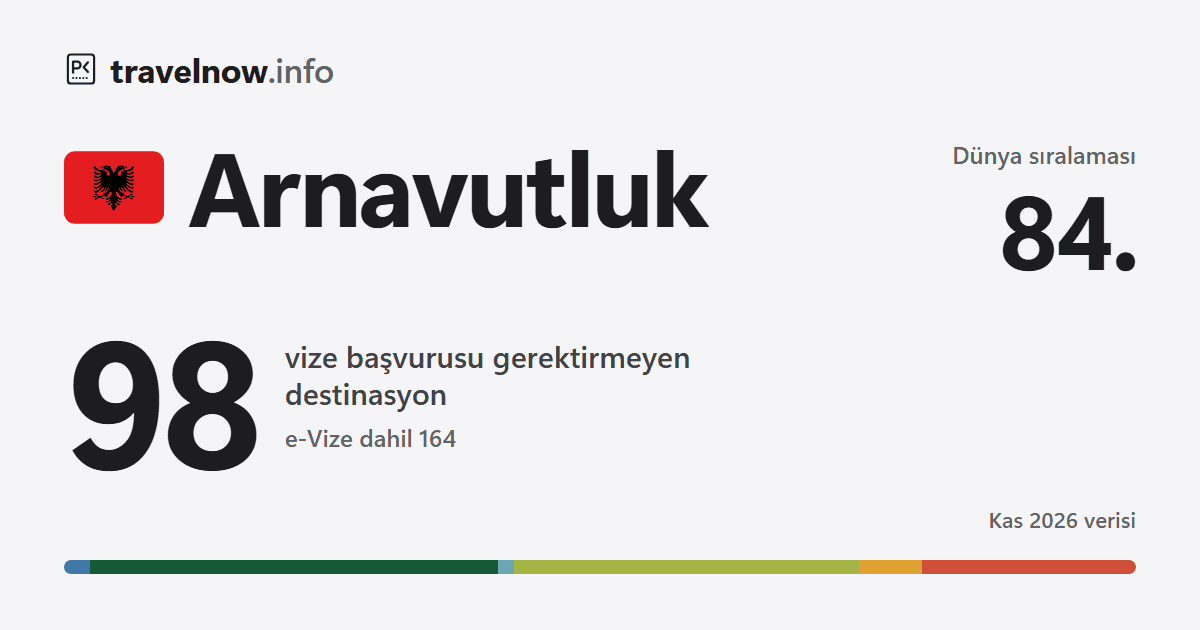 travelnow.info
Arnavutluk
Dünya sıralaması
84.
98
vize başvurusu gerektirmeyen
destinasyon
e-Vize dahil 164
Kas 2026 verisi